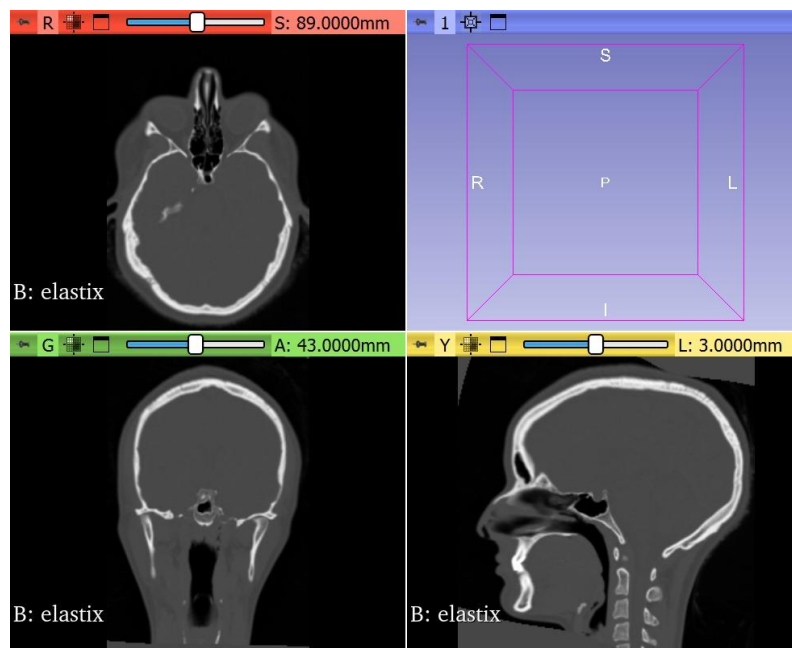 R S: 89.0000mm
1
S
R P L
I
B: elastix
G A: 43.0000mm
Y L: 3.0000mm
B: elastix
B: elastix